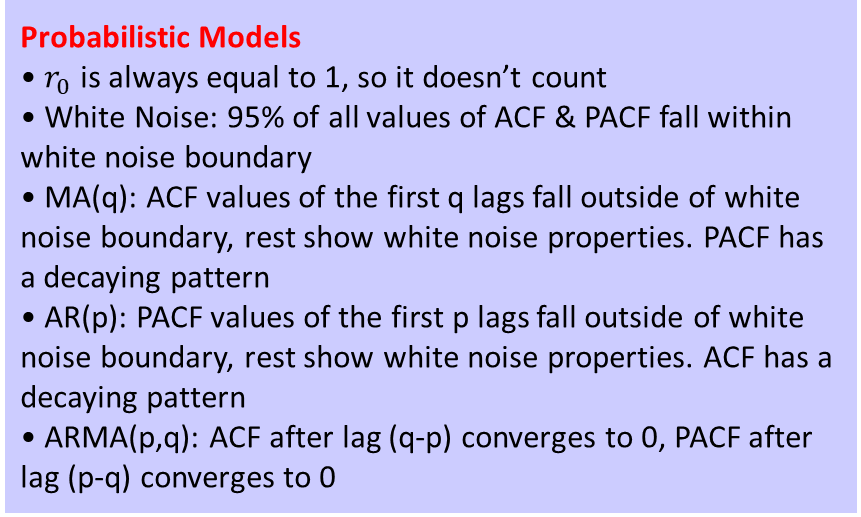 Probabilistic Models
• r₀ is always equal to 1, so it doesn’t count
• White Noise: 95% of all values of ACF & PACF fall within
white noise boundary
• MA(q): ACF values of the first q lags fall outside of white
noise boundary, rest show white noise properties. PACF has
a decaying pattern
• AR(p): PACF values of the first p lags fall outside of white
noise boundary, rest show white noise properties. ACF has a
decaying pattern
• ARMA(p,q): ACF after lag (q-p) converges to 0, PACF after
lag (p-q) converges to 0